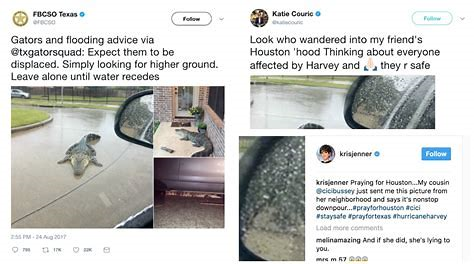 FBCSO Texas
@FBCSO
Follow
Gators and flooding advice via
@txgatorsquad: Expect them to be
displaced. Simply looking for higher ground.
Leave alone until water recedes
2:55 PM - 24 Aug 2017
795
17K
22K
Katie Couric
@katiecouric
Follow
Look who wandered into my friend's
Houston 'hood Thinking about everyone
affected by Harvey and 🙏🏻 they r safe
krisjenner
Follow
krisjenner Praying for Houston...My cousin
@cicibussey just sent me this picture from
her neighborhood and says it's nonstop
downpour...#prayforhouston #cici
#staysafe #prayfortexas #hurricaneharvey
Load more comments
melinamazing And if she did, she's lying to
you.
mrs.m.57 😱😱😱